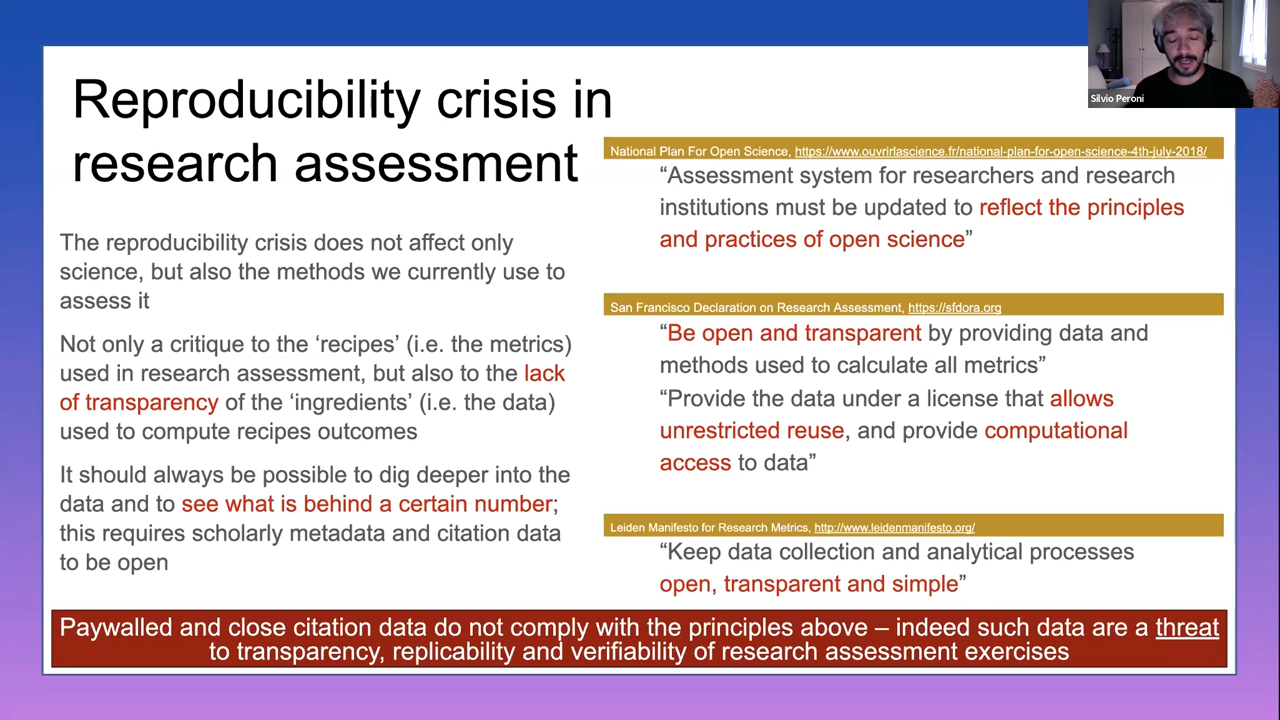 Reproducibility crisis in
research assessment
The reproducibility crisis does not affect only
science, but also the methods we currently use to
assess it
Not only a critique to the ‘recipes’ (i.e. the metrics)
used in research assessment, but also to the lack
of transparency of the ‘ingredients’ (i.e. the data)
used to compute recipes outcomes
It should always be possible to dig deeper into the
data and to see what is behind a certain number;
this requires scholarly metadata and citation data
to be open
National Plan For Open Science, https://www.ouvrirlascience.fr/national-plan-for-open-science-4th-july-2018/
“Assessment system for researchers and research
institutions must be updated to reflect the principles
and practices of open science”
San Francisco Declaration on Research Assessment, https://sfdora.org
“Be open and transparent by providing data and
methods used to calculate all metrics”
“Provide the data under a license that allows
unrestricted reuse, and provide computational
access to data”
Leiden Manifesto for Research Metrics, http://www.leidenmanifesto.org/
“Keep data collection and analytical processes
open, transparent and simple”
Paywalled and close citation data do not comply with the principles above – indeed such data are a threat
to transparency, replicability and verifiability of research assessment exercises
Silvio Peroni